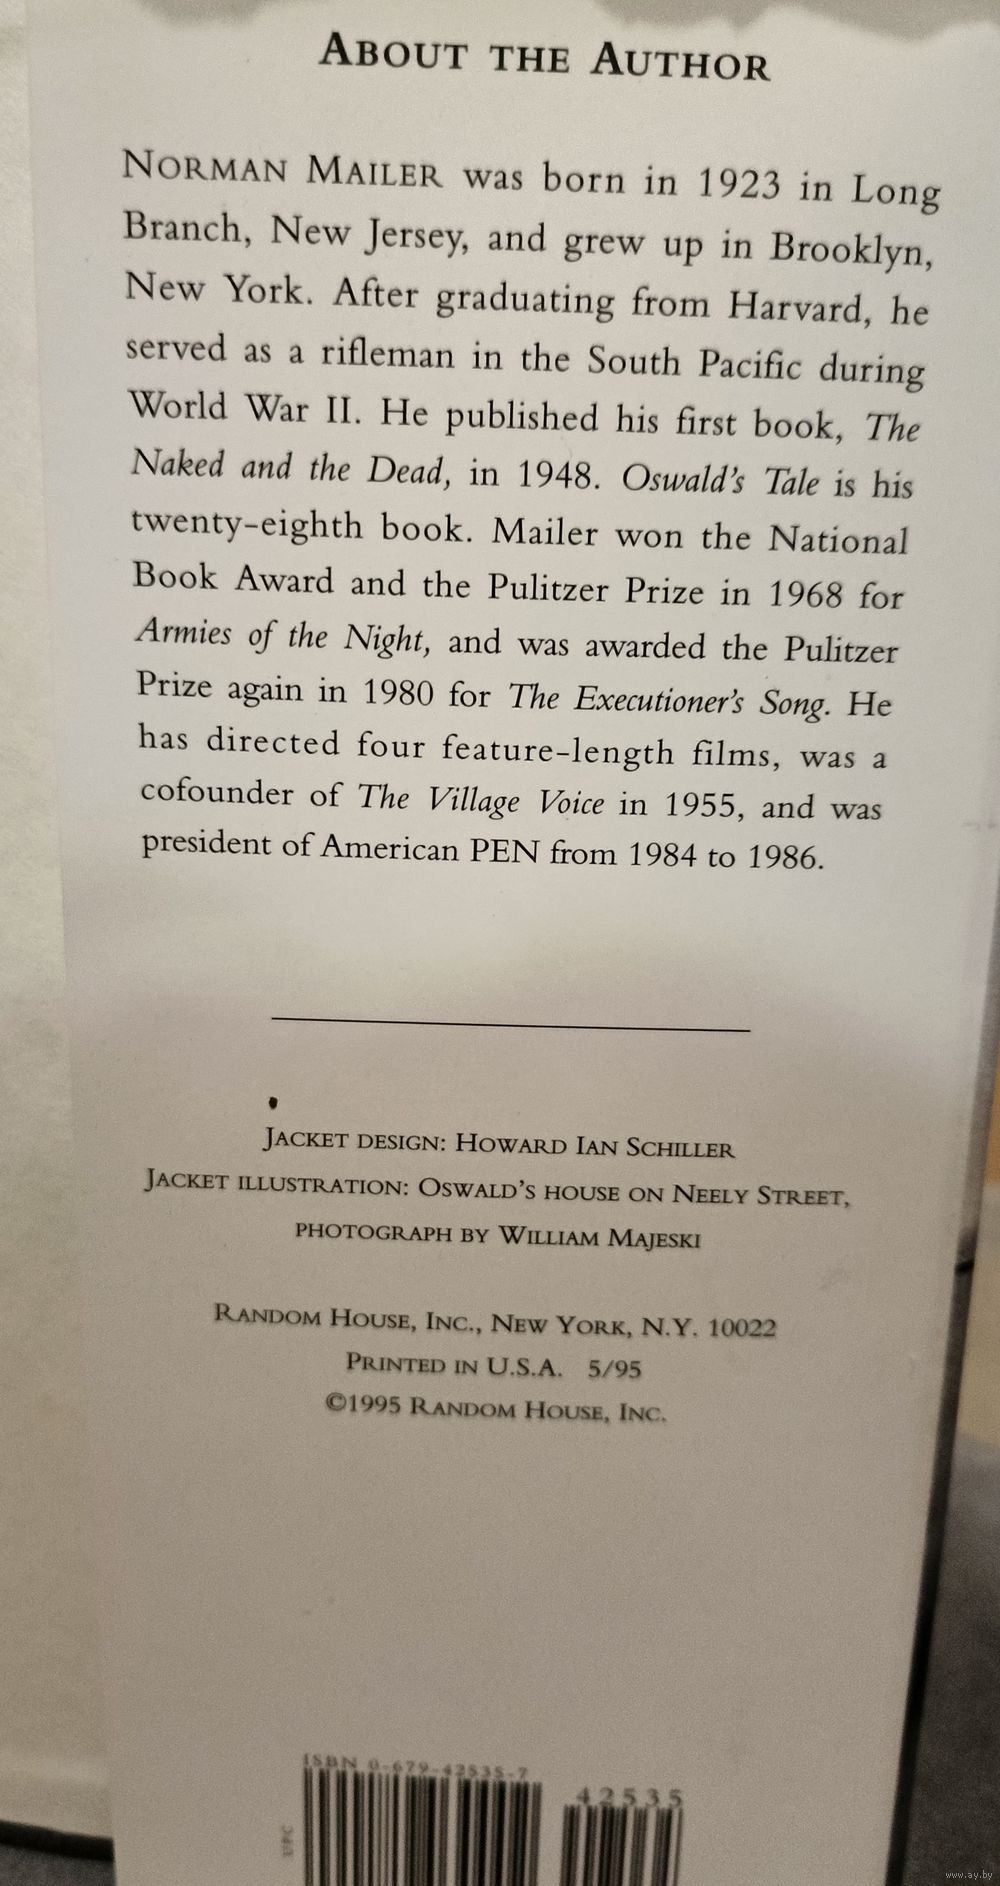 ABOUT THE AUTHOR
NORMAN MAILER was born in 1923 in Long
Branch, New Jersey, and grew up in Brooklyn,
New York. After graduating from Harvard, he
served as a rifleman in the South Pacific during
World War II. He published his first book, The
Naked and the Dead, in 1948. Oswald's Tale is his
twenty-eighth book. Mailer won the National
Book Award and the Pulitzer Prize in 1968 for
Armies of the Night, and was awarded the Pulitzer
Prize again in 1980 for The Executioner's Song. He
has directed four feature-length films, was a
cofounder of The Village Voice in 1955, and was
president of American PEN from 1984 to 1986.
JACKET DESIGN: HOWARD IAN SCHILLER
JACKET ILLUSTRATION: OSWALD'S HOUSE ON NEELY STREET,
PHOTOGRAPH BY WILLIAM MAJESKI
RANDOM HOUSE, INC., NEW YORK, N.Y. 10022
PRINTED IN U.S.A. 5/95
©1995 RANDOM HOUSE, INC.
ISBN 0-679-42535-7
42535
UPC
www.ay.by